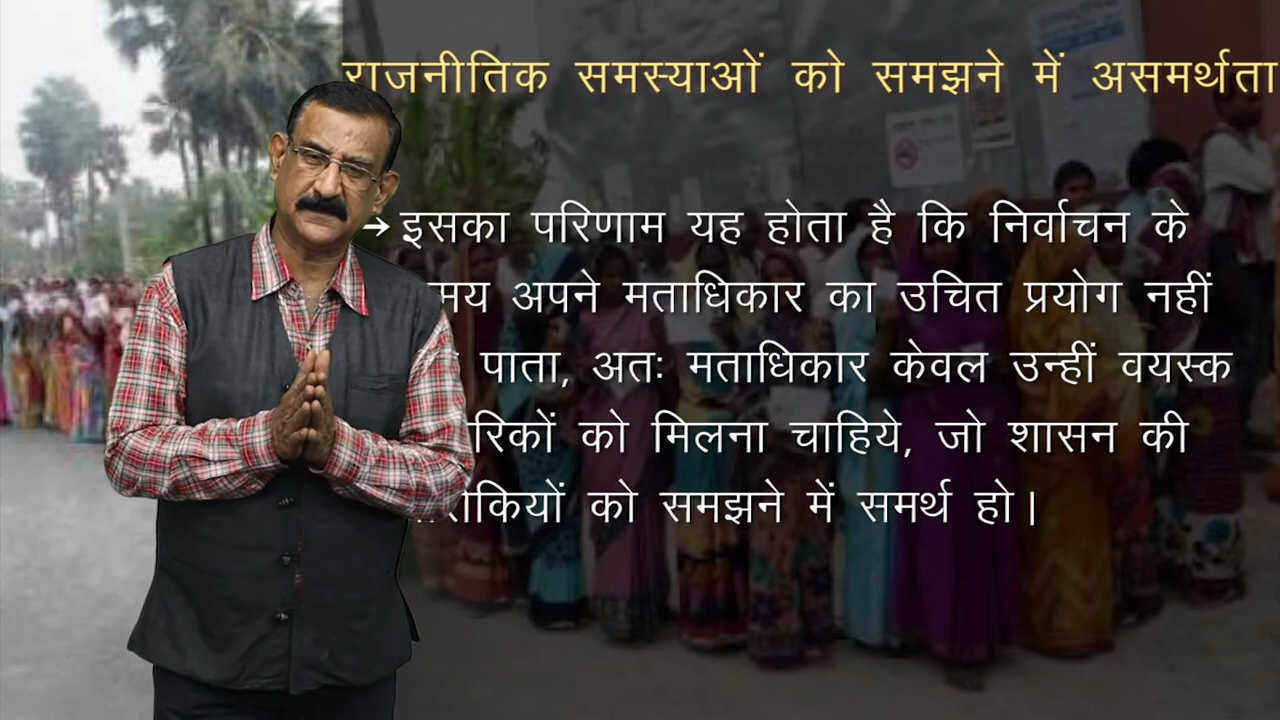 राजनीतिक समस्याओं को समझने में असमर्थता
→ इसका परिणाम यह होता है कि निर्वाचन के
अपने मताधिकार का उचित प्रयोग नहीं
पाता, अतः मताधिकार केवल उन्हीं वयस्क
को मिलना चाहिये, जो शासन की
को समझने में समर्थ हो।